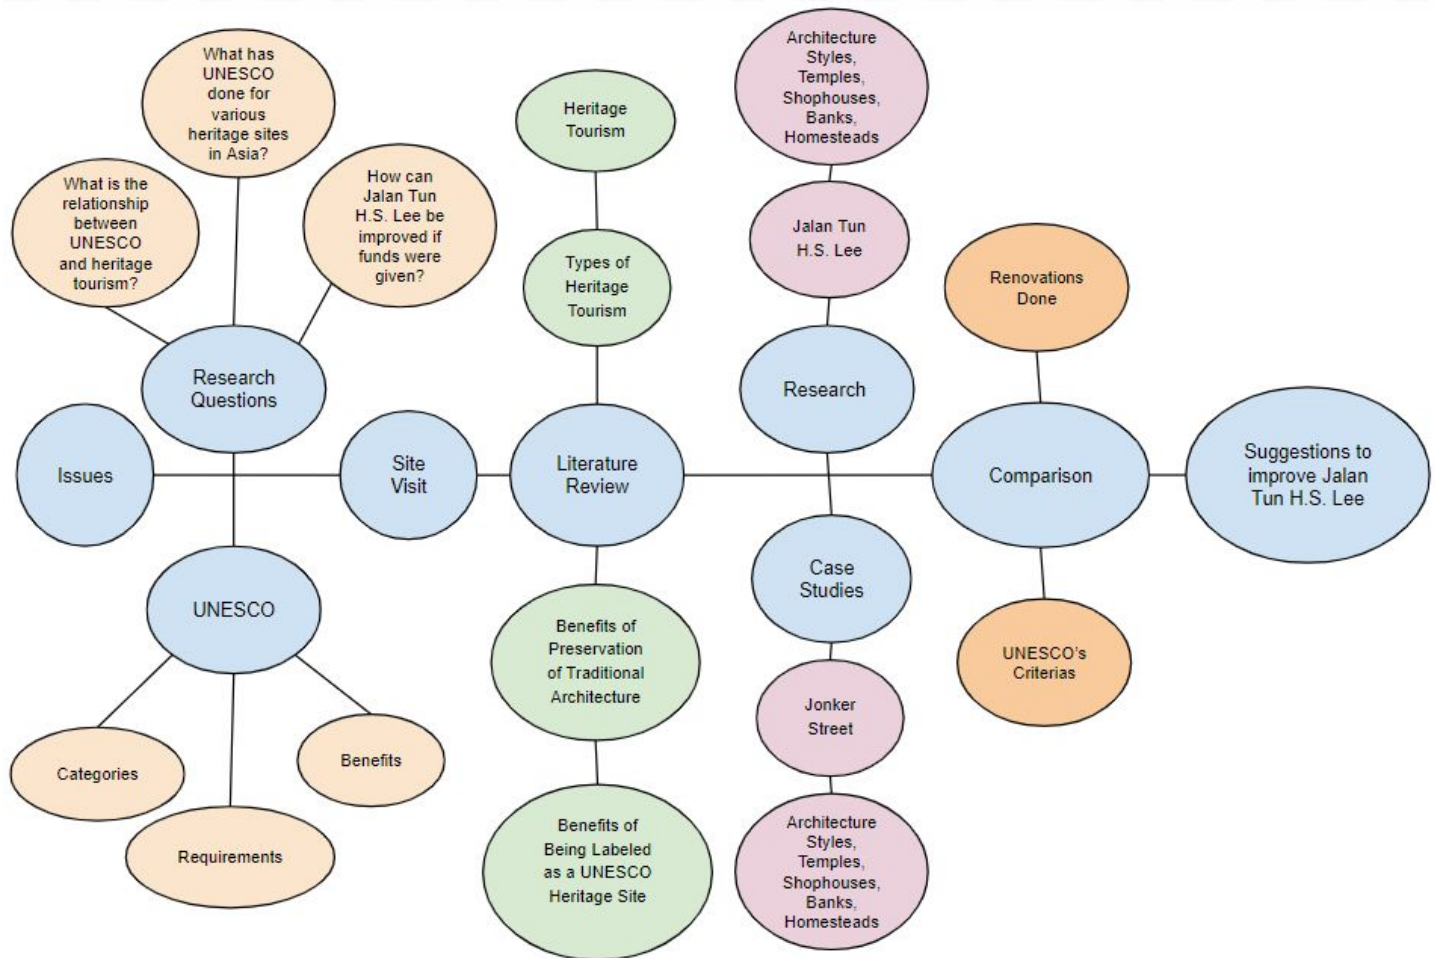 What has
UNESCO
done for
various
heritage sites
in Asia?
What is the
relationship
between
UNESCO
and heritage
tourism?
How can
Jalan Tun
H.S. Lee be
improved if
funds were
given?
Research
Questions
Issues
Site
Visit
UNESCO
Categories
Requirements
Benefits
Heritage
Tourism
Types of
Heritage
Tourism
Literature
Review
Benefits of
Preservation
of Traditional
Architecture
Benefits of
Being Labeled
as a UNESCO
Heritage Site
Architecture
Styles,
Temples,
Shophouses,
Banks,
Homesteads
Jalan Tun
H.S. Lee
Research
Case
Studies
Jonker
Street
Architecture
Styles,
Temples,
Shophouses,
Banks,
Homesteads
Renovations
Done
Comparison
UNESCO's
Criterias
Suggestions to
improve Jalan
Tun H.S. Lee